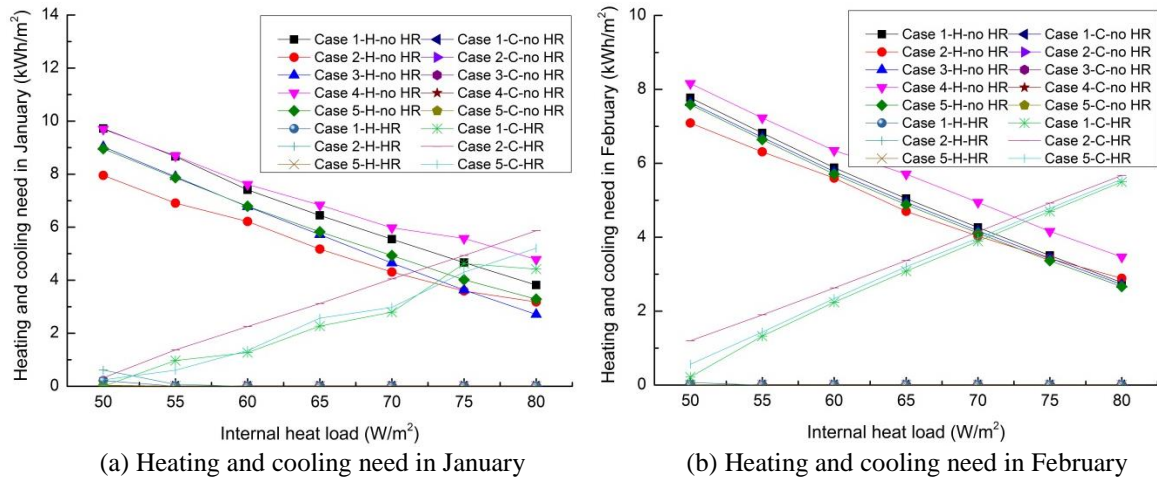 Heating and cooling need in January (kWh/m²)
14
12
10
8
6
4
2
0
Case 1-H-no HR
Case 2-H-no HR
Case 3-H-no HR
Case 4-H-no HR
Case 5-H-no HR
Case 1-H-HR
Case 2-H-HR
Case 5-H-HR
Case 1-C-no HR
Case 2-C-no HR
Case 3-C-no HR
Case 4-C-no HR
Case 5-C-no HR
Case 1-C-HR
Case 2-C-HR
Case 5-C-HR
50 55 60 65 70 75 80
Internal heat load (W/m²)
(a) Heating and cooling need in January
Heating and cooling need in February (kWh/m²)
10
8
6
4
2
0
Case 1-H-no HR
Case 2-H-no HR
Case 3-H-no HR
Case 4-H-no HR
Case 5-H-no HR
Case 1-H-HR
Case 2-H-HR
Case 5-H-HR
Case 1-C-no HR
Case 2-C-no HR
Case 3-C-no HR
Case 4-C-no HR
Case 5-C-no HR
Case 1-C-HR
Case 2-C-HR
Case 5-C-HR
50 55 60 65 70 75 80
Internal heat load (W/m²)
(b) Heating and cooling need in February